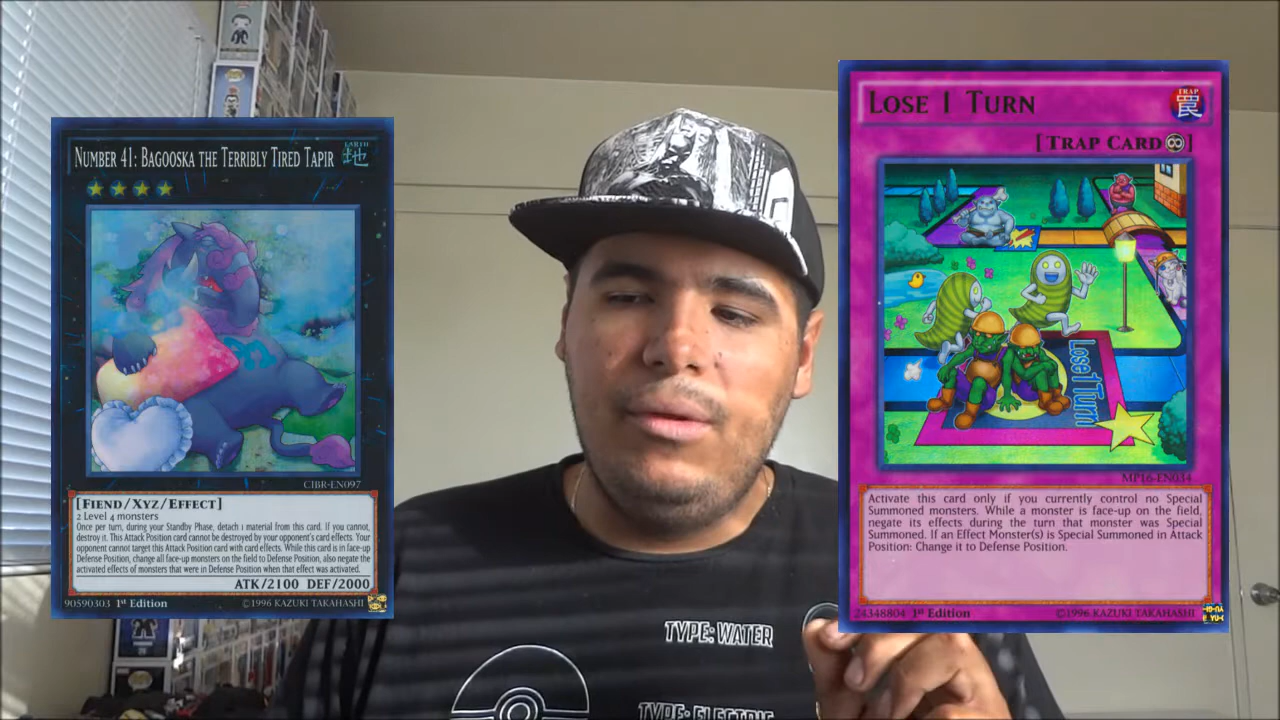 NUMBER 41: BAGOOSKA THE TERRIBLY TIRED TAPIR
EARTH
地
CIBR-EN097
[FIEND/XYZ/EFFECT]
2 Level 4 monsters
Once per turn, during your Standby Phase, detach 1 material from this card. If you cannot,
destroy it. This Attack Position card cannot be destroyed by your opponent's card effects. Your
opponent cannot target this Attack Position card with card effects. While this card is in face-up
Defense Position, change all face-up monsters on the field to Defense Position, also negate the
activated effects of monsters that were in Defense Position when that effect was activated.
ATK/2100 DEF/2000
90590303 1st Edition
©1996 KAZUKI TAKAHASHI
LOSE 1 TURN
TRAP
罠
[TRAP CARD∞]
Lose1Turn
MP16-EN034
Activate this card only if you currently control no Special
Summoned monsters. While a monster is face-up on the field,
negate its effects during the turn that monster was Special
Summoned. If an Effect Monster(s) is Special Summoned in Attack
Position: Change it to Defense Position.
24348804 1st Edition
©1996 KAZUKI TAKAHASHI
TYPE: WATER
TYPE: ELECTRIC